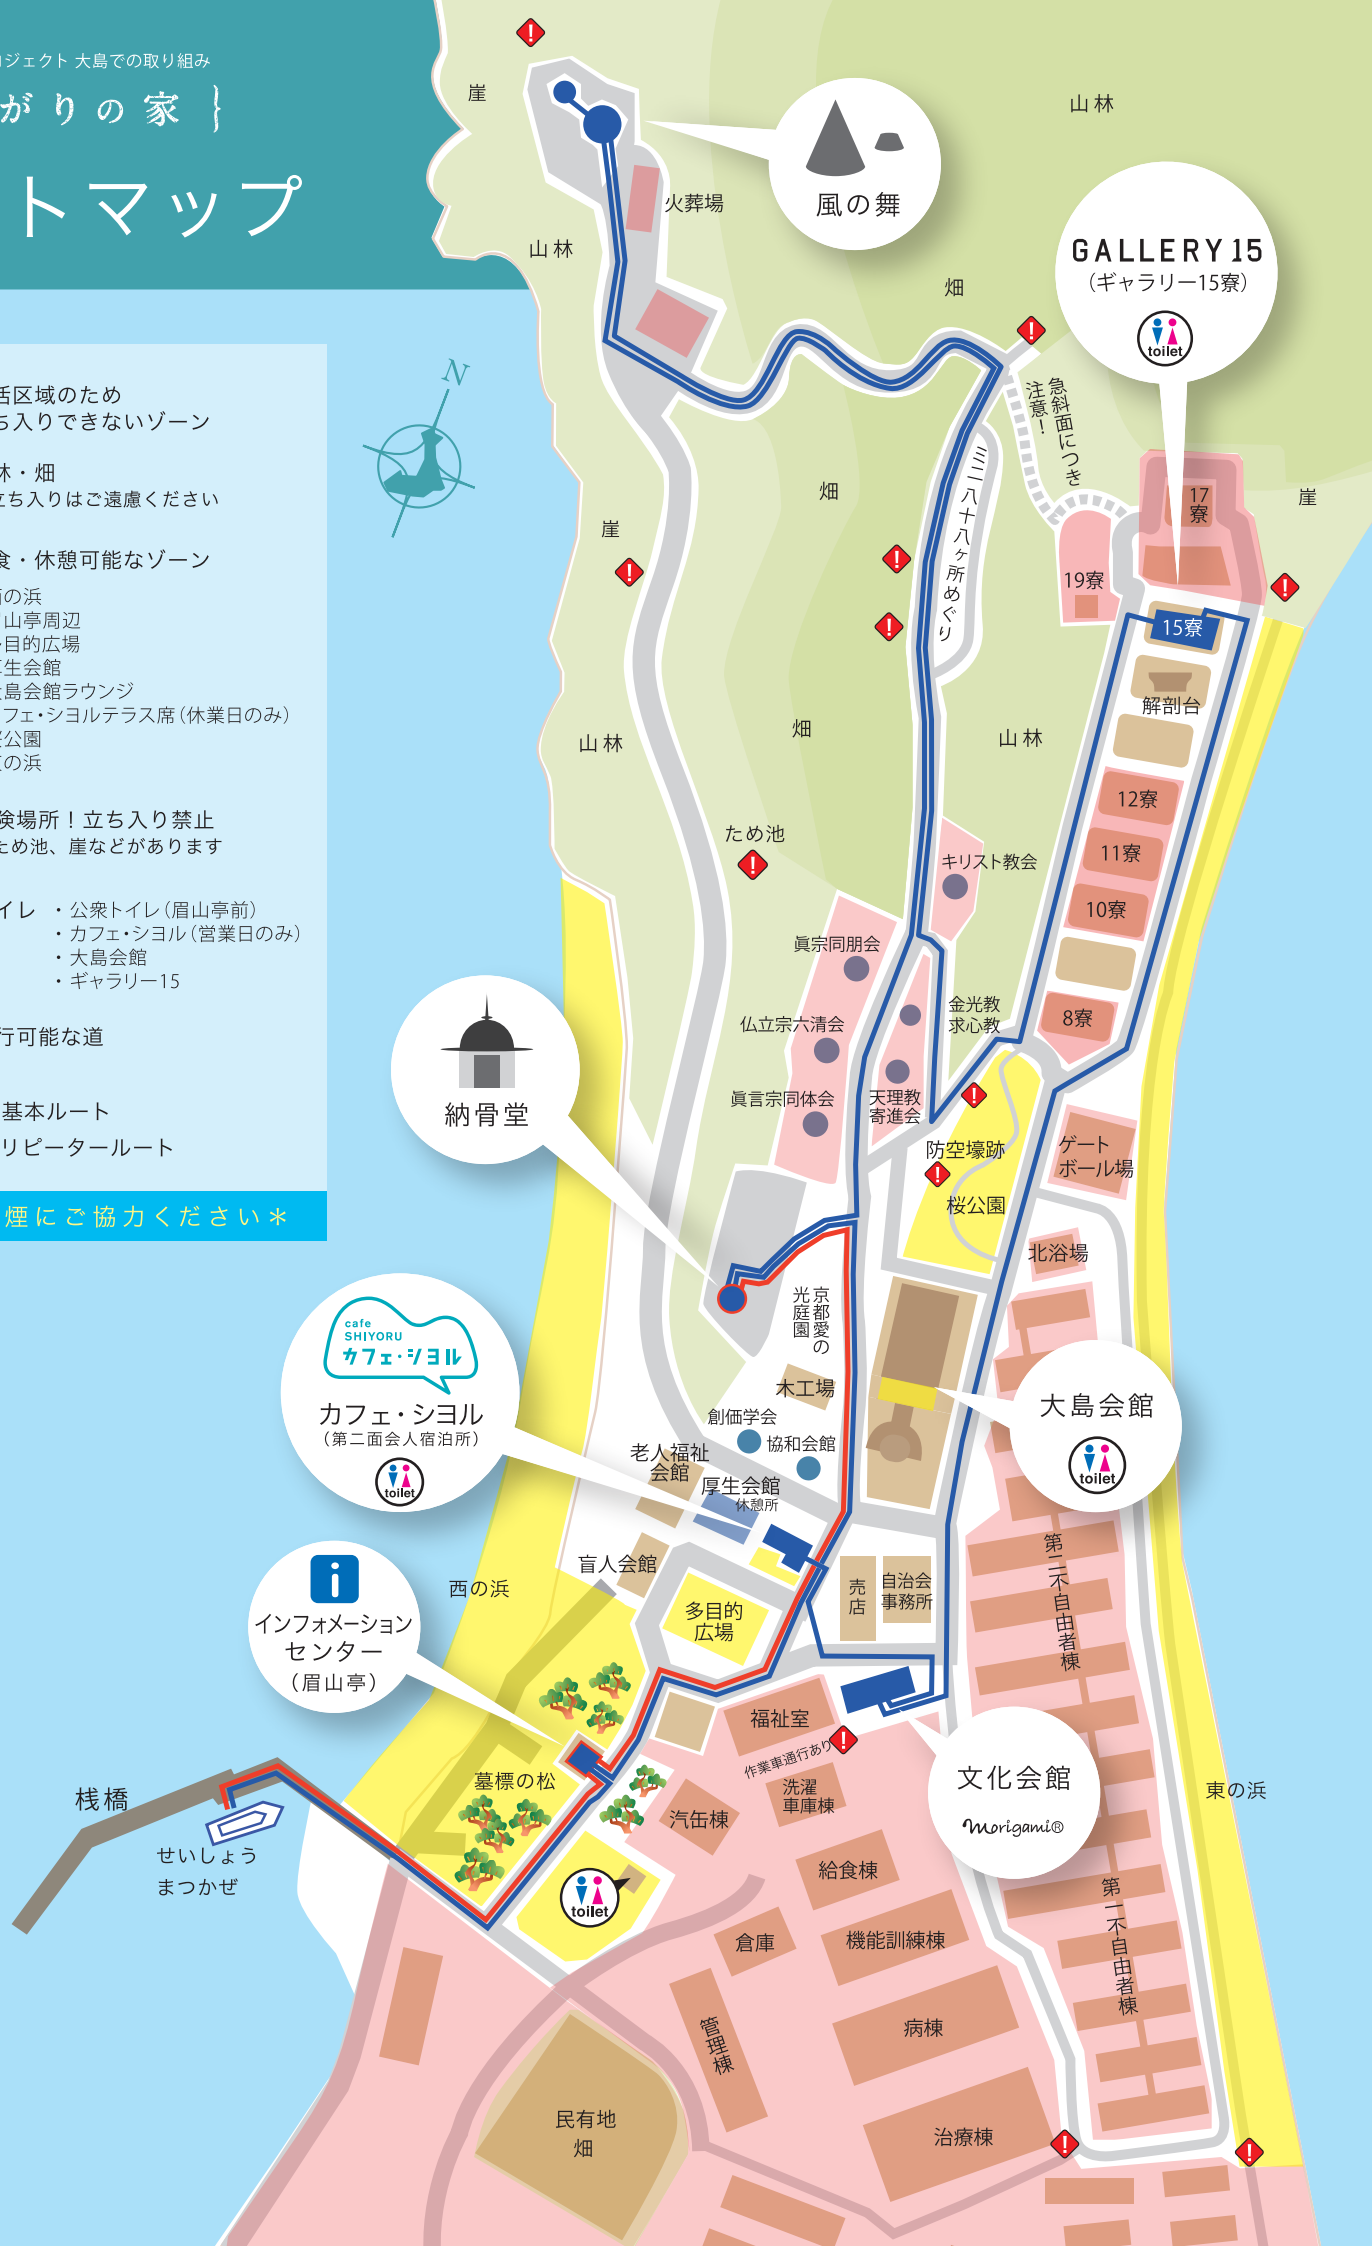 ロジェクト 大島での取り組み
がりの家}
トマップ
活区域のため
ち入りできないゾーン
林・畑
立ち入りはご遠慮ください
食・休憩可能なゾーン
の浜
山亭周辺
目的広場
生会館
島会館ラウンジ
フェ・ショルテラス席(休業日のみ)
公園
の浜
険場所！立ち入り禁止
ため池、崖などがあります
イレ ・公衆トイレ(眉山亭前)
・カフェ・シヨル(営業日のみ)
・大島会館
・ギャラリー15
行可能な道
基本ルート
リピータールート
煙にご協力ください＊
N
崖
山林
火葬場
風の舞
山林
畑
GALLERY 15
(ギャラリー15寮)
toilet
急斜面につき
注意！
崖
畑
ミニ八十八ヶ所めぐり
17
寮
崖
19寮
15寮
解剖台
山林
畑
山林
12寮
11寮
10寮
8寮
ため池
キリスト教会
眞宗同朋会
仏立宗六清会
眞言宗同体会
金光教
求心教
天理教
寄進会
納骨堂
防空壕跡
桜公園
ゲート
ボール場
北浴場
京都愛の
光庭園
木工場
創価学会
協和会館
老人福祉
会館
厚生会館
休憩所
cafe
SHIYORU
カフェ・シヨル
カフェ・シヨル
(第二面会人宿泊所)
toilet
大島会館
toilet
盲人会館
西の浜
多目的
広場
売店
自治会
事務所
第二不自由者棟
i
インフォメーション
センター
(眉山亭)
福祉室
作業車通行あり
洗濯
車庫棟
文化会館
morigami®
東の浜
墓標の松
桟橋
せいしょう
まつかぜ
汽缶棟
給食棟
toilet
倉庫
機能訓練棟
第一不自由者棟
管理棟
病棟
民有地
畑
治療棟